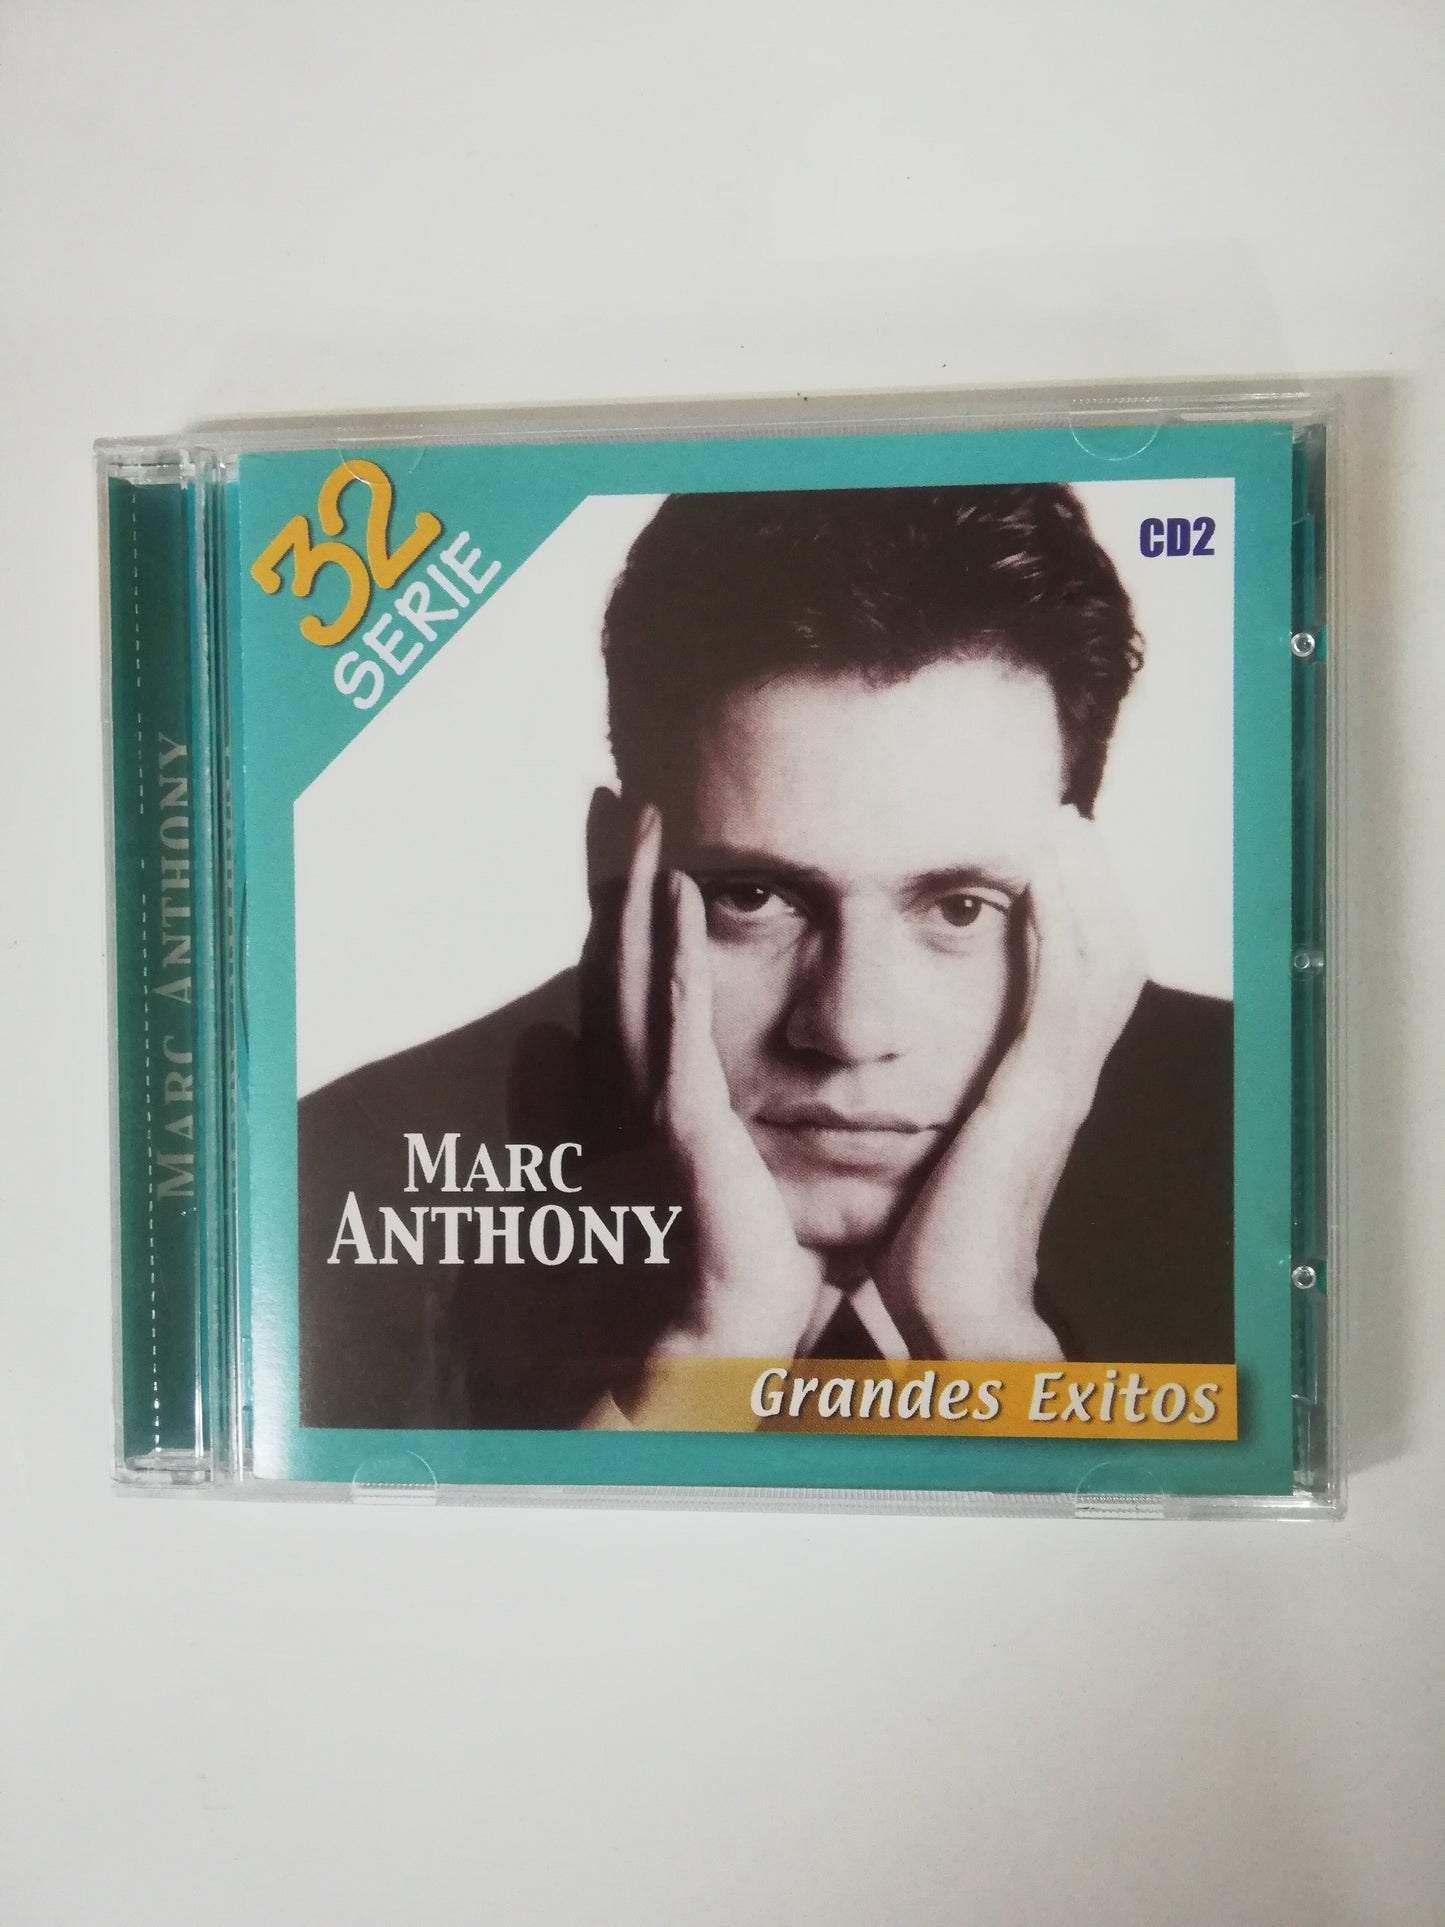 32
SERIE
CD2
MARC ANTHONY
MARC
ANTHONY
Grandes Exitos